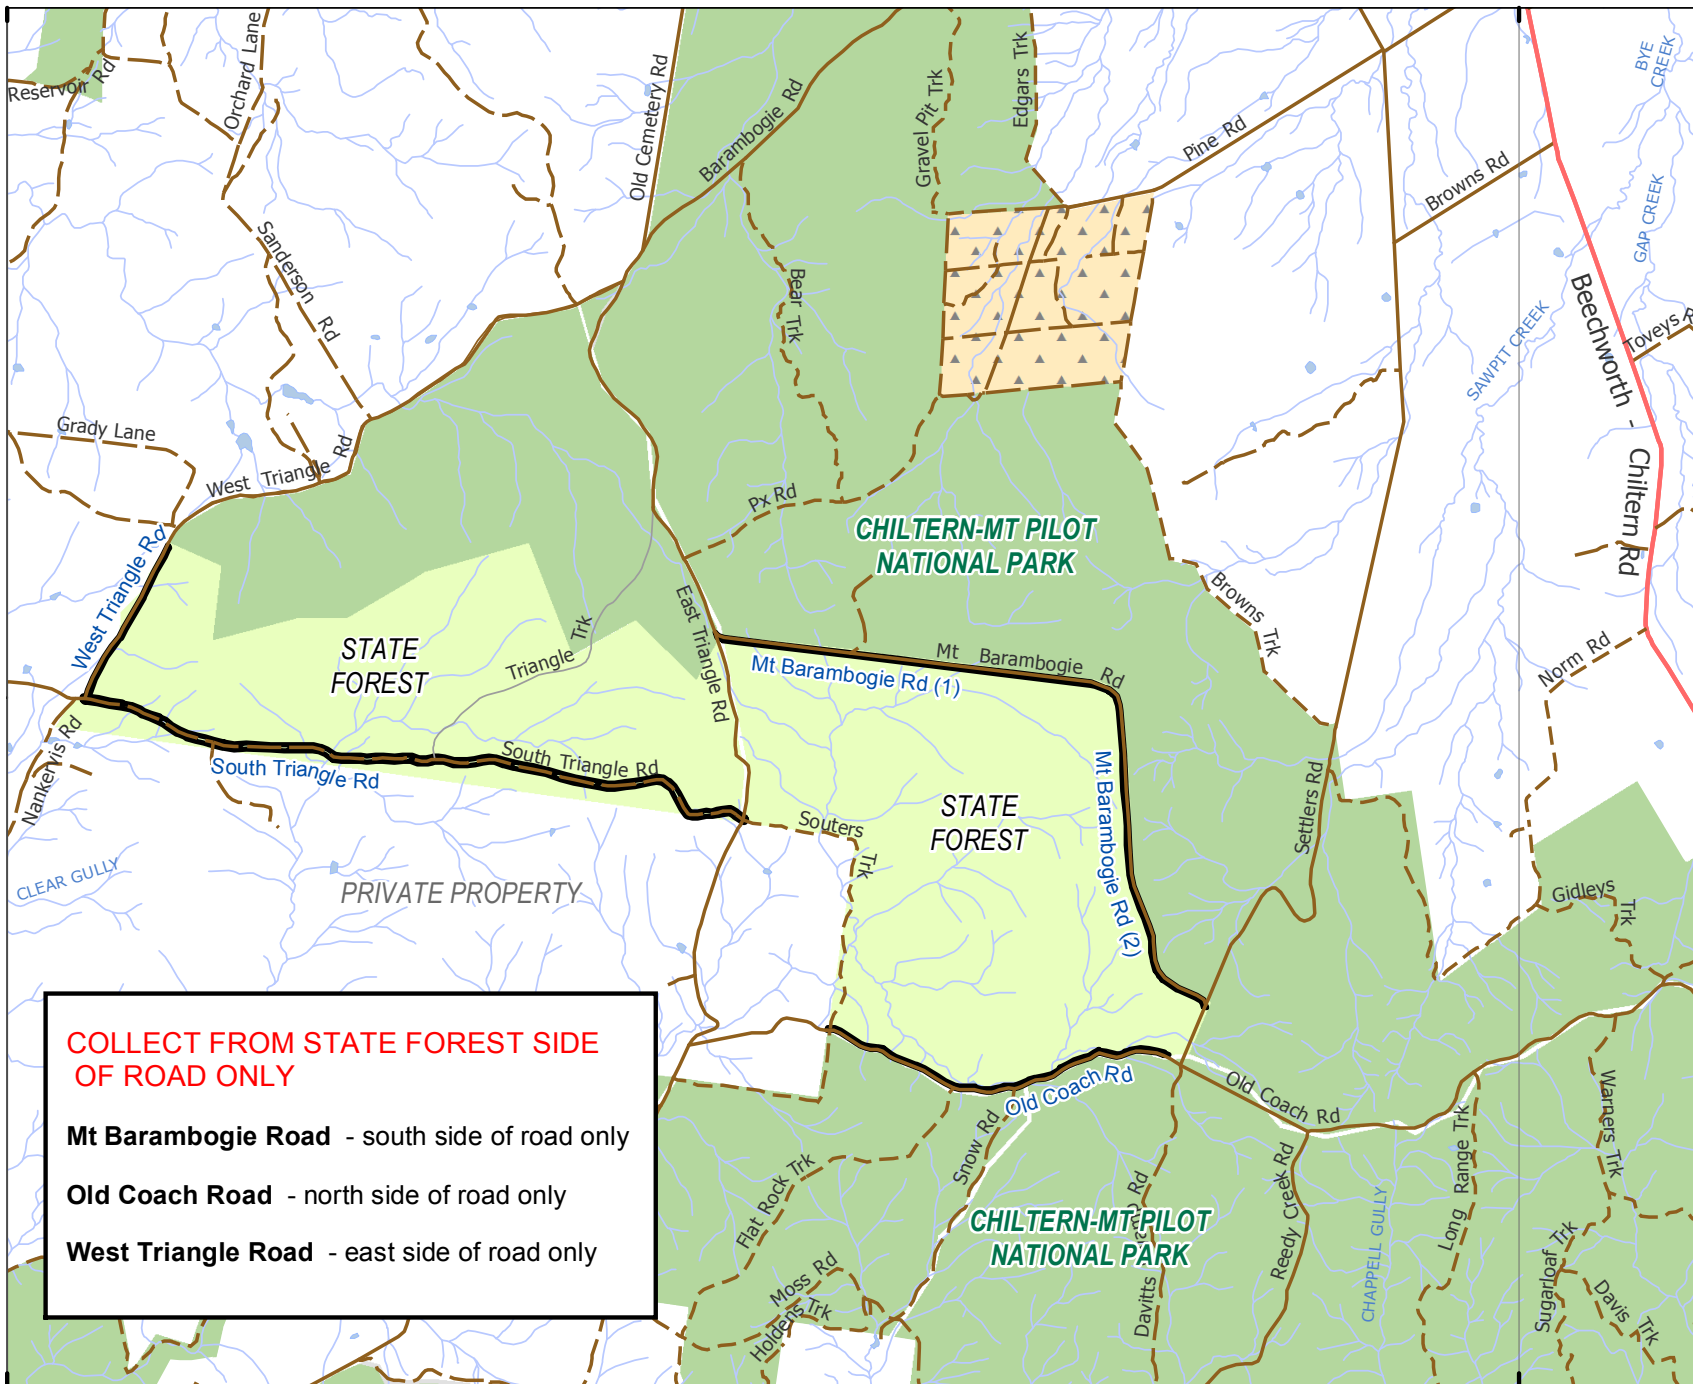 Reservoir Rd
Orchard Lane
Old Cemetery Rd
Barambogie Rd
Gravel Pit Trk
Edgars Trk
Pine Rd
Browns Rd
BYE
CREEK
GAP CREEK
Sanderson Rd
Bear Trk
SAWPIT CREEK
Beechworth - Chiltern Rd
Toveys R
Grady Lane
West Triangle Rd
Px Rd
CHILTERN-MT PILOT
NATIONAL PARK
West Triangle Rd
East Triangle Rd
Browns Trk
STATE
FOREST
Triangle Trk
Mt Barambogie Rd
Mt Barambogie Rd (1)
Norm Rd
Nankervis Rd
South Triangle Rd
South Triangle Rd
Mt Barambogie Rd (2)
Settlers Rd
STATE
FOREST
Souters Trk
CLEAR GULLY
PRIVATE PROPERTY
Gidleys Trk
COLLECT FROM STATE FOREST SIDE
OF ROAD ONLY
Mt Barambogie Road - south side of road only
Old Coach Road - north side of road only
West Triangle Road - east side of road only
Old Coach Rd
Old Coach Rd
Snow Rd
Flat Rock Trk
Reedy Creek Rd
Long Range Trk
Warners Trk
CHILTERN-MT PILOT
NATIONAL PARK
CHAPPELL GULLY
Moss Rd
Holdens Trk
Davitts
Rd
Sugarloaf Trk
Davis Trk